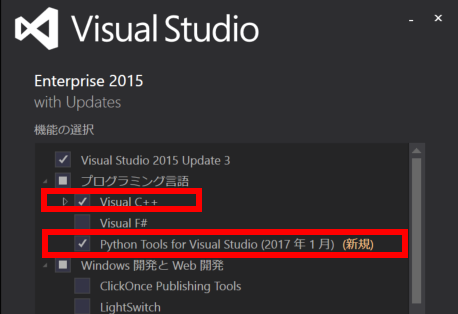 Visual Studio
Enterprise 2015
with Updates
機能の選択
Visual Studio 2015 Update 3
プログラミング言語
Visual C++
Visual F#
Python Tools for Visual Studio (2017 年 1 月) (新規)
Windows 開発と Web 開発
ClickOnce Publishing Tools
LightSwitch